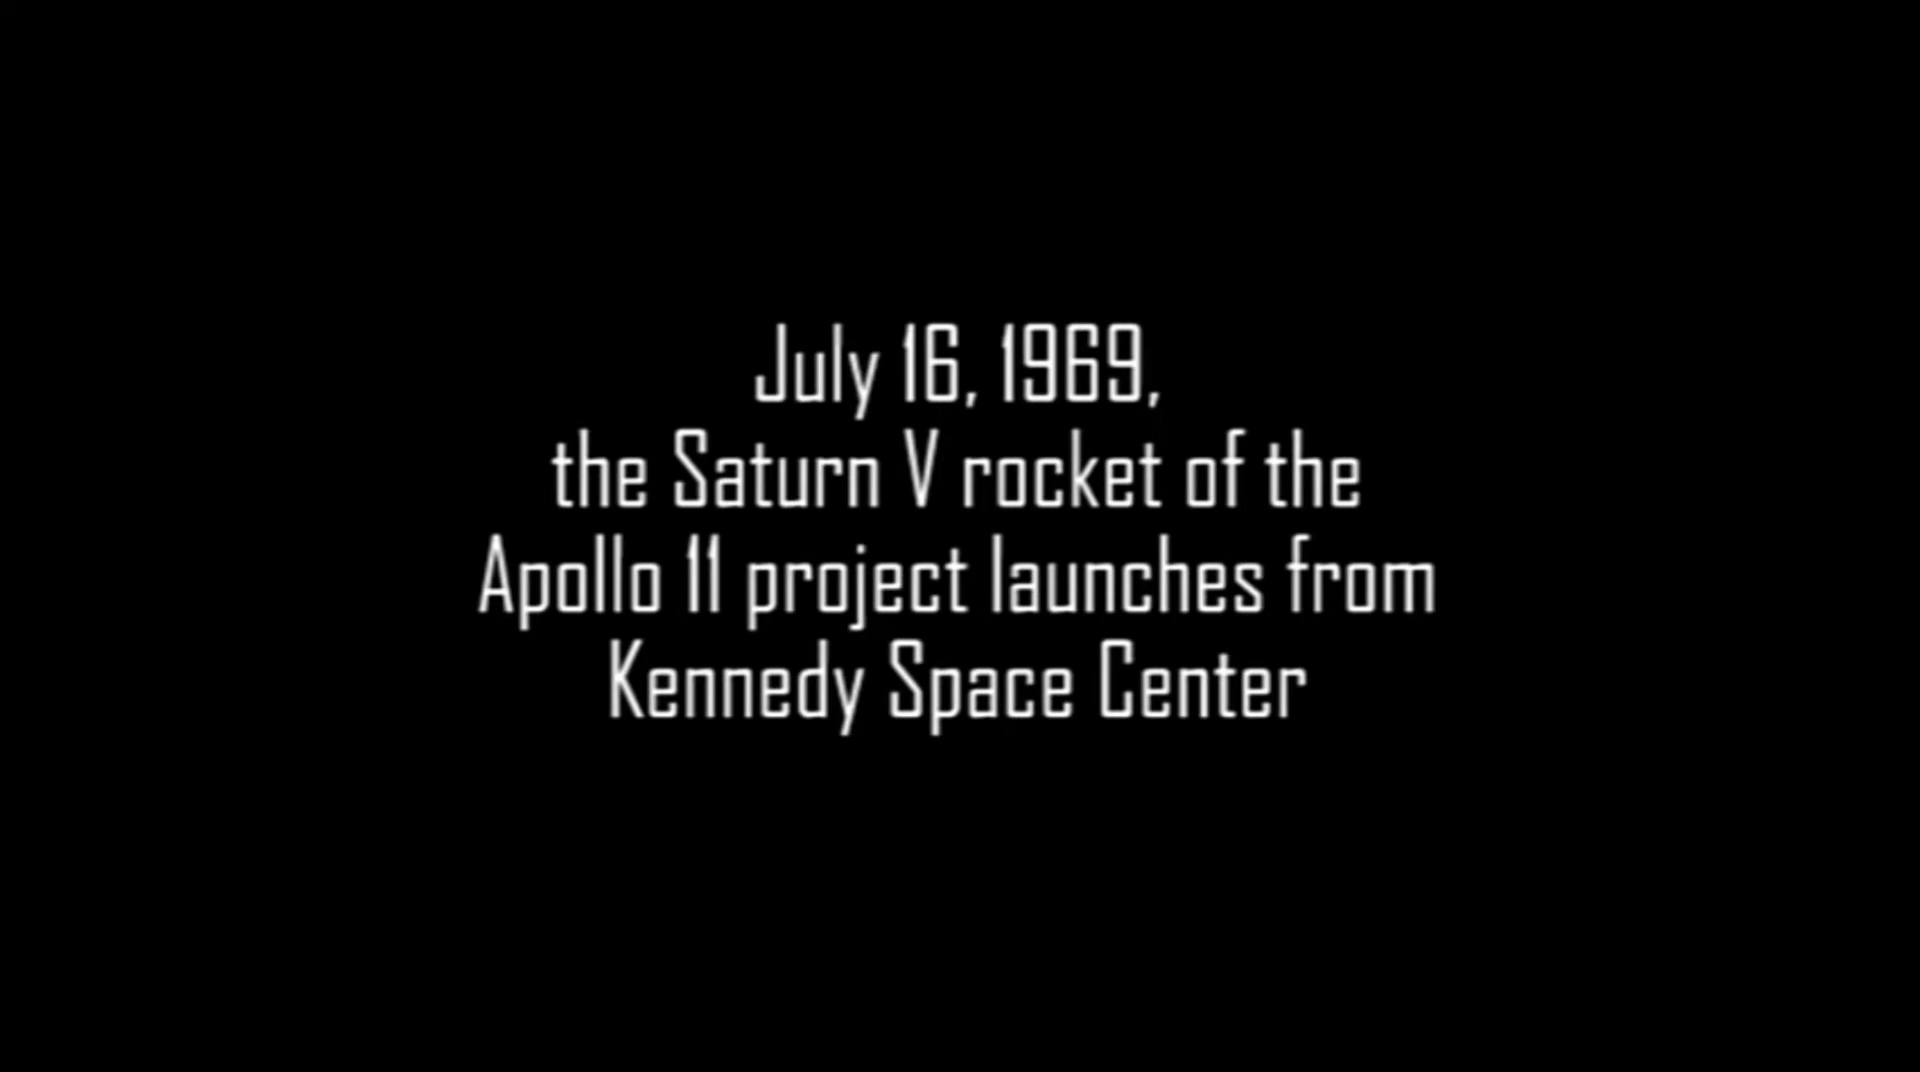 July 16, 1969,
the Saturn V rocket of the
Apollo 11 project launches from
Kennedy Space Center